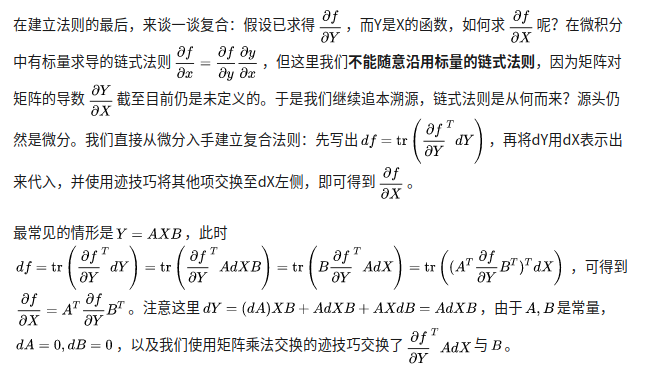 在建立法则的最后，来谈一谈复合：假设已求得 $\frac{\partial f}{\partial Y}$ ，而Y是X的函数，如何求 $\frac{\partial f}{\partial X}$ 呢？在微积分
中有标量求导的链式法则 $\frac{\partial f}{\partial x} = \frac{\partial f}{\partial y} \frac{\partial y}{\partial x}$ ，但这里我们不能随意沿用标量的链式法则，因为矩阵对
矩阵的导数 $\frac{\partial Y}{\partial X}$ 截至目前仍是未定义的。于是我们继续追本溯源，链式法则是从何而来？源头仍
然是微分。我们直接从微分入手建立复合法则：先写出 $df = \text{tr}\left(\frac{\partial f}{\partial Y}^T dY\right)$ ，再将dY用dX表示出
来代入，并使用迹技巧将其他项交换至dX左侧，即可得到 $\frac{\partial f}{\partial X}$ 。
最常见的情形是 $Y = AXB$ ，此时
$df = \text{tr}\left(\frac{\partial f}{\partial Y}^T dY\right) = \text{tr}\left(\frac{\partial f}{\partial Y}^T AdXB\right) = \text{tr}\left(B\frac{\partial f}{\partial Y}^T AdX\right) = \text{tr}\left((A^T\frac{\partial f}{\partial Y}B^T)^T dX\right)$ ，可得到
$\frac{\partial f}{\partial X} = A^T\frac{\partial f}{\partial Y}B^T$ 。注意这里 $dY = (dA)XB + AdXB + AXdB = AdXB$ ，由于 $A, B$ 是常量，
$dA = 0, dB = 0$ ，以及我们使用矩阵乘法交换的迹技巧交换了 $\frac{\partial f}{\partial Y}^T AdX$ 与 $B$ 。